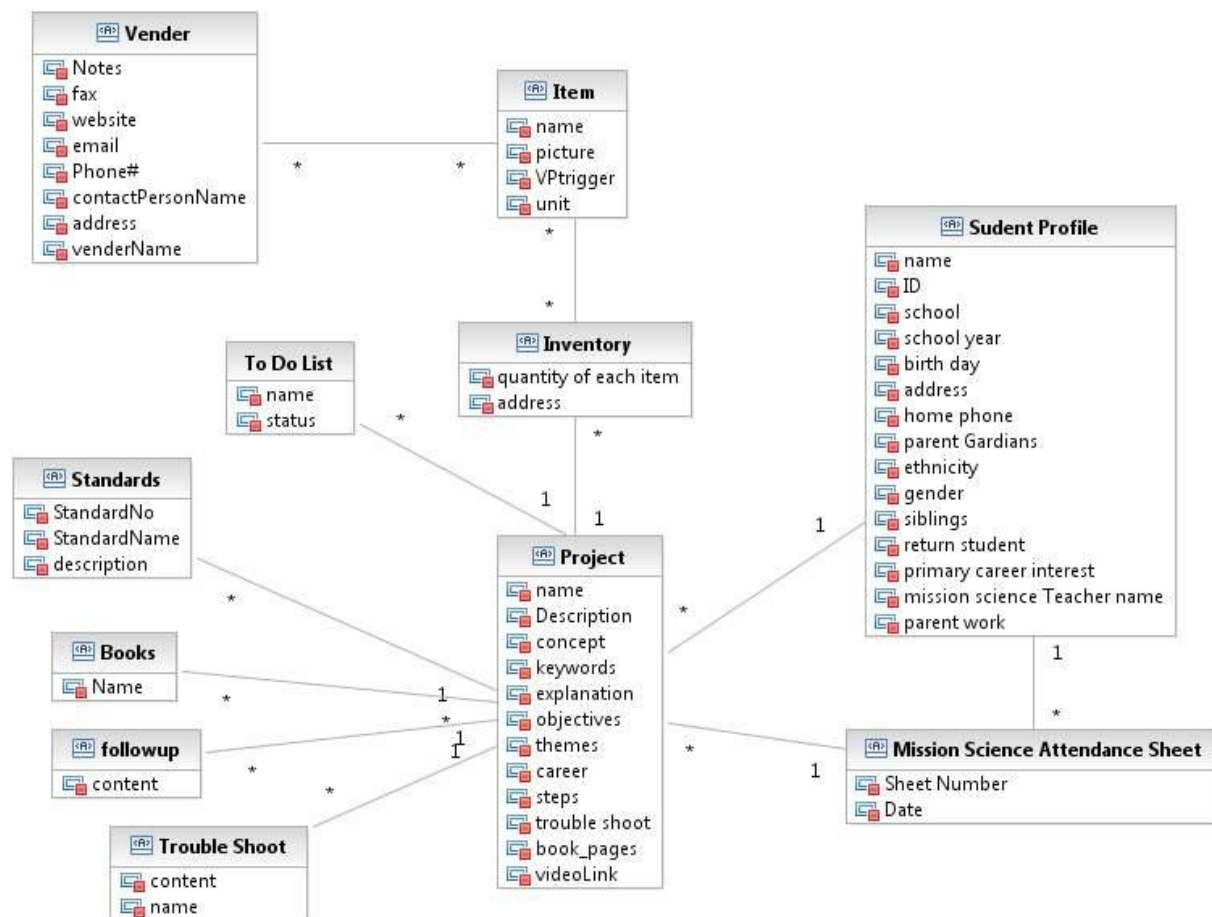 Vender
Notes
fax
website
email
Phone#
contactPersonName
address
venderName
Item
name
picture
VPtrigger
unit
*
*
*
*
Sudent Profile
name
ID
school
school year
birth day
address
home phone
parent Gardians
ethnicity
gender
siblings
return student
primary career interest
mission science Teacher name
parent work
Inventory
quantity of each item
address
To Do List
name
status
*
*
1
1
Standards
StandardNo
StandardName
description
*
Project
name
Description
concept
keywords
explanation
objectives
themes
career
steps
trouble shoot
book_pages
videoLink
1
*
Books
Name
*
1
*
1
1
followup
content
*
*
Trouble Shoot
content
name
1
*
*
1
Mission Science Attendance Sheet
Sheet Number
Date